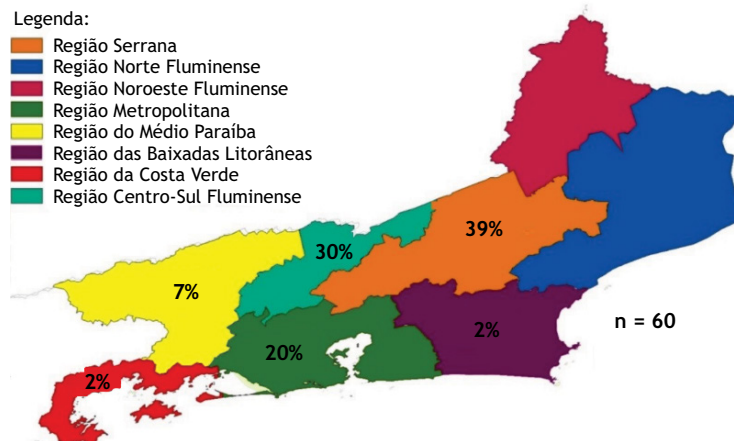 Legenda:
Região Serrana
Região Norte Fluminense
Região Noroeste Fluminense
Região Metropolitana
Região do Médio Paraíba
Região das Baixadas Litorâneas
Região da Costa Verde
Região Centro-Sul Fluminense
39%
30%
7%
n = 60
2%
20%
2%